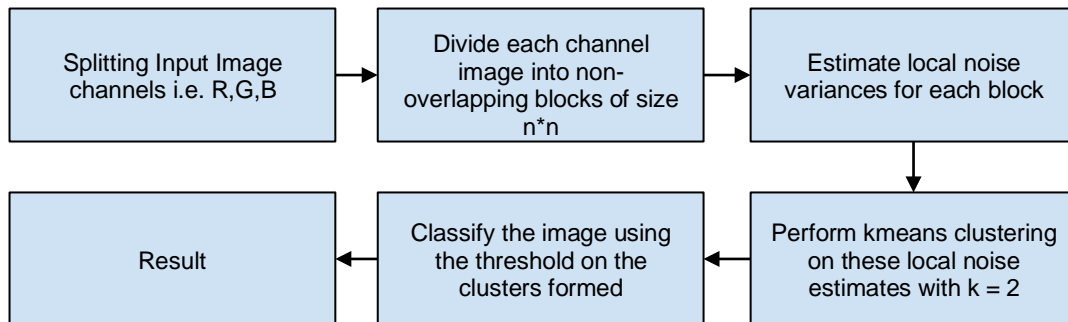 Splitting Input Image
channels i.e. R,G,B
Divide each channel
image into non-
overlapping blocks of size
n*n
Estimate local noise
variances for each block
Perform kmeans clustering
on these local noise
estimates with k = 2
Classify the image using
the threshold on the
clusters formed
Result